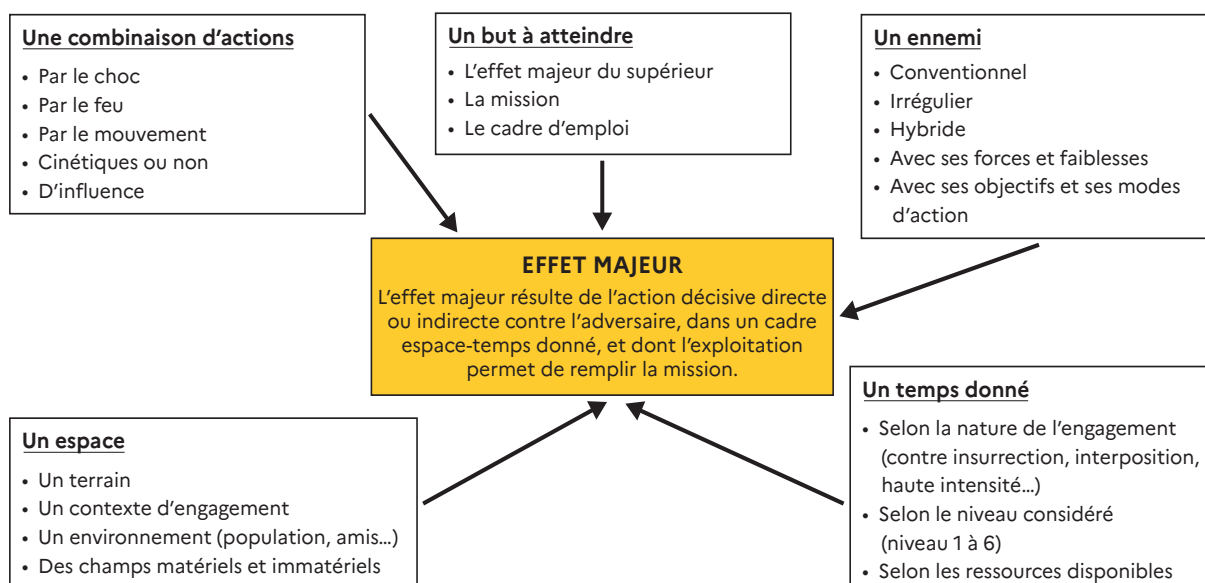 Une combinaison d’actions
• Par le choc
• Par le feu
• Par le mouvement
• Cinétiques ou non
• D’influence
Un but à atteindre
• L’effet majeur du supérieur
• La mission
• Le cadre d’emploi
Un ennemi
• Conventionnel
• Irrégulier
• Hybride
• Avec ses forces et faiblesses
• Avec ses objectifs et ses modes
d’action
EFFET MAJEUR
L’effet majeur résulte de l’action décisive directe
ou indirecte contre l’adversaire, dans un cadre
espace-temps donné, et dont l’exploitation
permet de remplir la mission.
Un espace
• Un terrain
• Un contexte d’engagement
• Un environnement (population, amis…)
• Des champs matériels et immatériels
Un temps donné
• Selon la nature de l’engagement
(contre insurrection, interposition,
haute intensité…)
• Selon le niveau considéré
(niveau 1 à 6)
• Selon les ressources disponibles